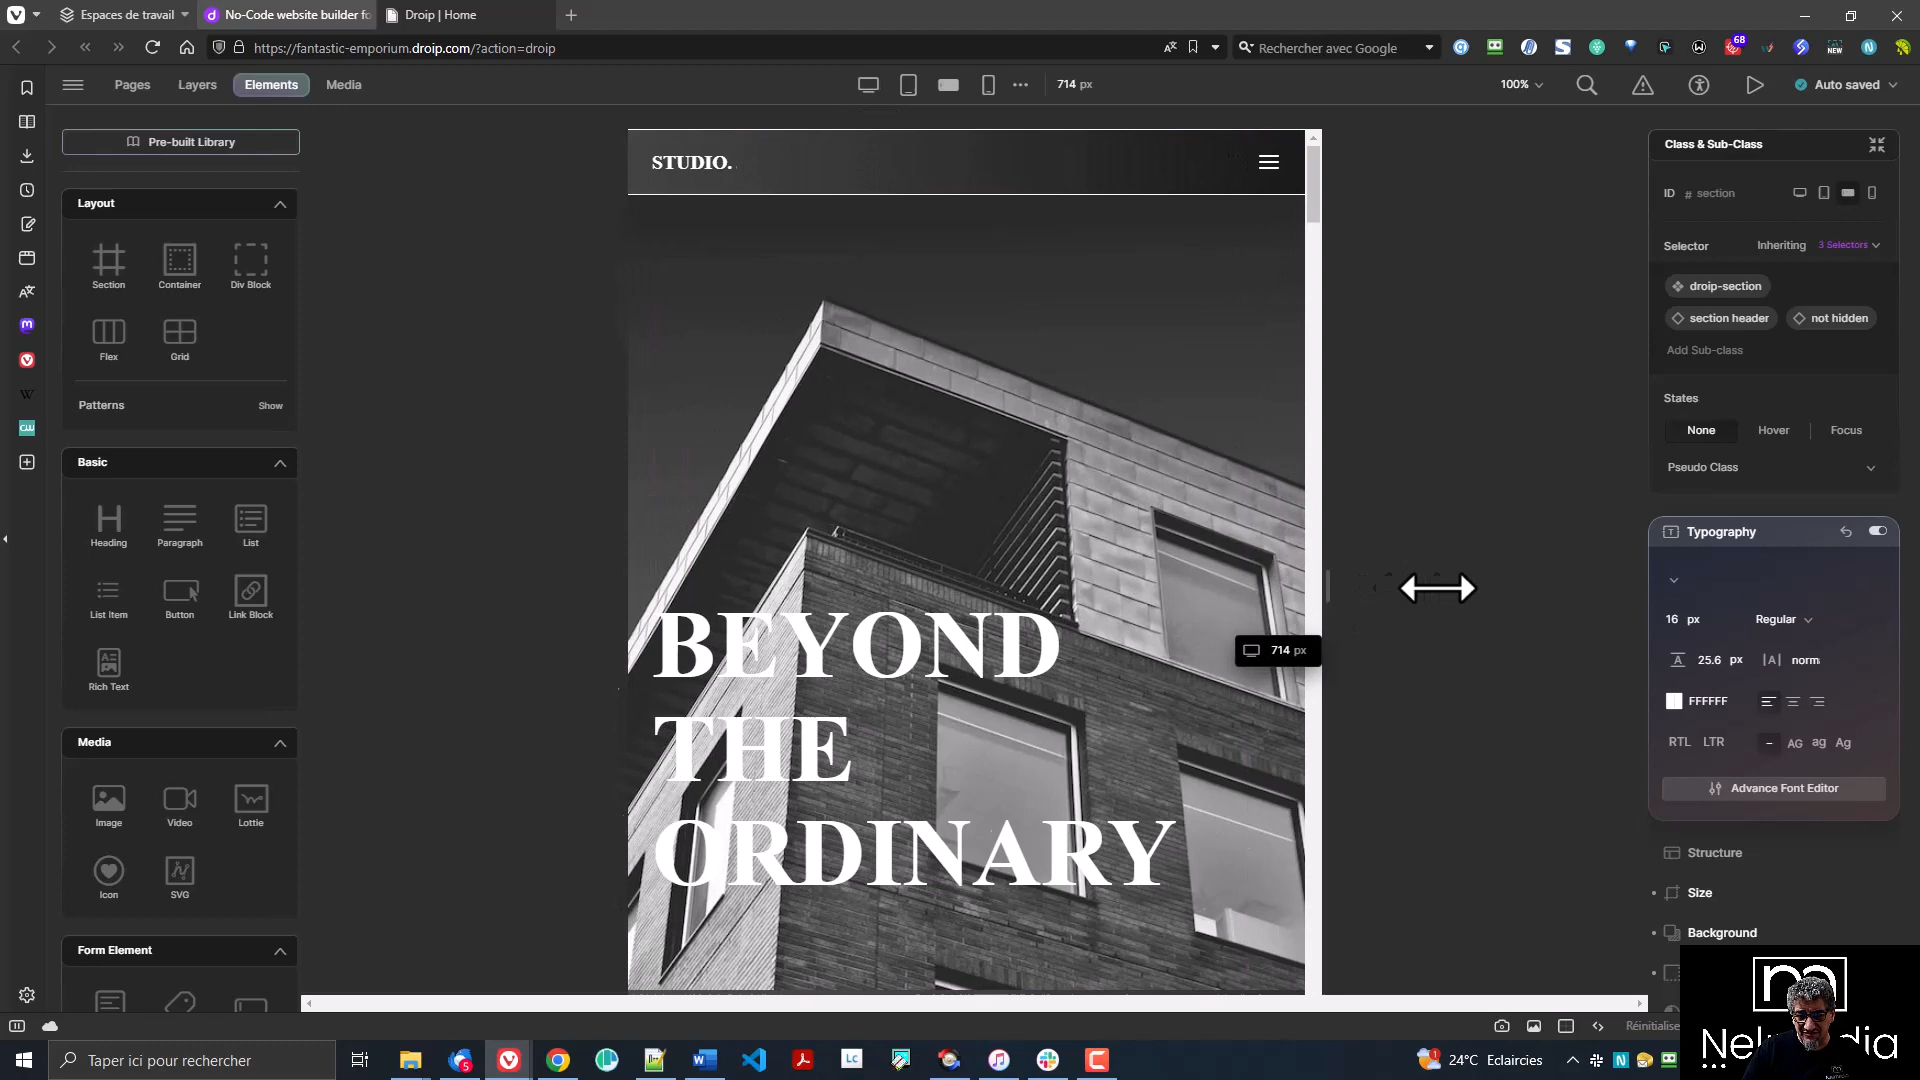 Espaces de travail
No-Code website builder fo
Droip | Home
https://fantastic-emporium.droip.com/?action=droip
Rechercher avec Google
68
NEW
Pages
Layers
Elements
Media
714 px
100%
Auto saved
Pre-built Library
Layout
Section
Container
Div Block
Flex
Grid
Patterns
Show
Basic
Heading
Paragraph
List
List Item
Button
Link Block
Rich Text
Media
Image
Video
Lottie
Icon
SVG
Form Element
STUDIO.
BEYOND
THE
ORDINARY
714 px
Class & Sub-Class
ID # section
Selector
Inheriting 3 Selectors
droip-section
section header
not hidden
Add Sub-class
States
None
Hover
Focus
Pseudo Class
Typography
16 px
Regular
25.6 px
norm
FFFFFF
RTL LTR
- AG ag Ag
Advance Font Editor
Structure
Size
Background
Réinitialise
Taper ici pour rechercher
5
LC
1
24°C Eclaircies